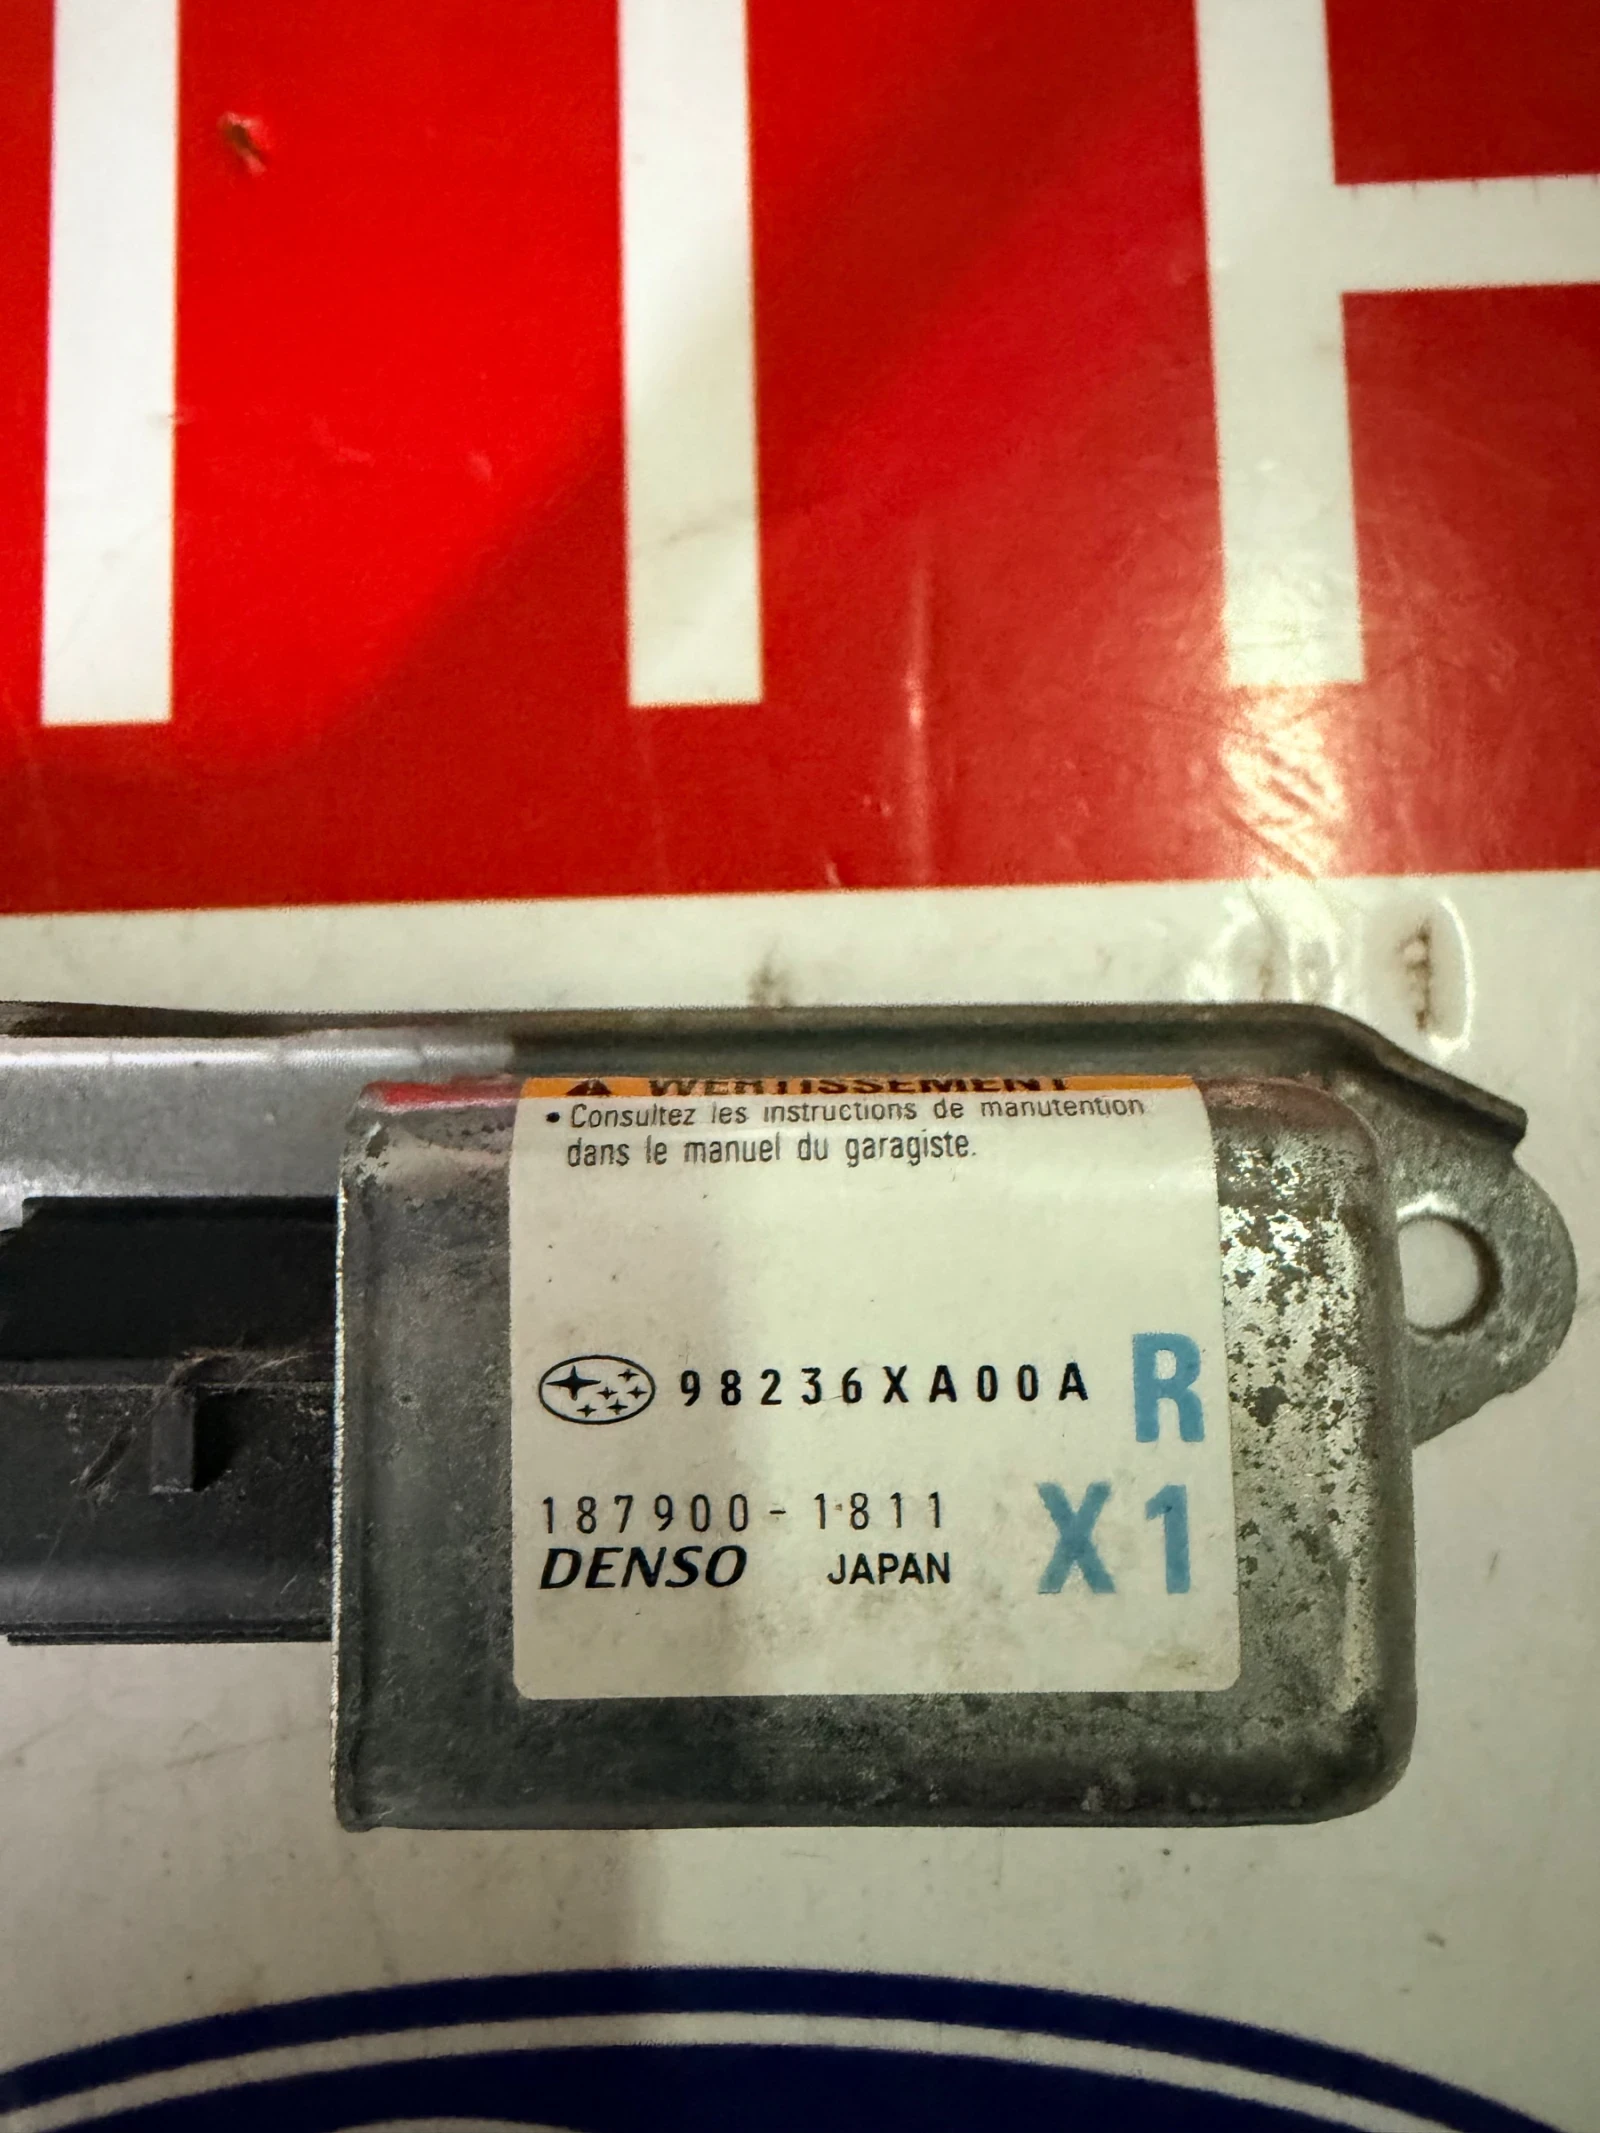 AVERTISSEMENT
• Consultez les instructions de manutention
dans le manuel du garagiste.
98236XA00A R
187900-1811 X1
DENSO JAPAN